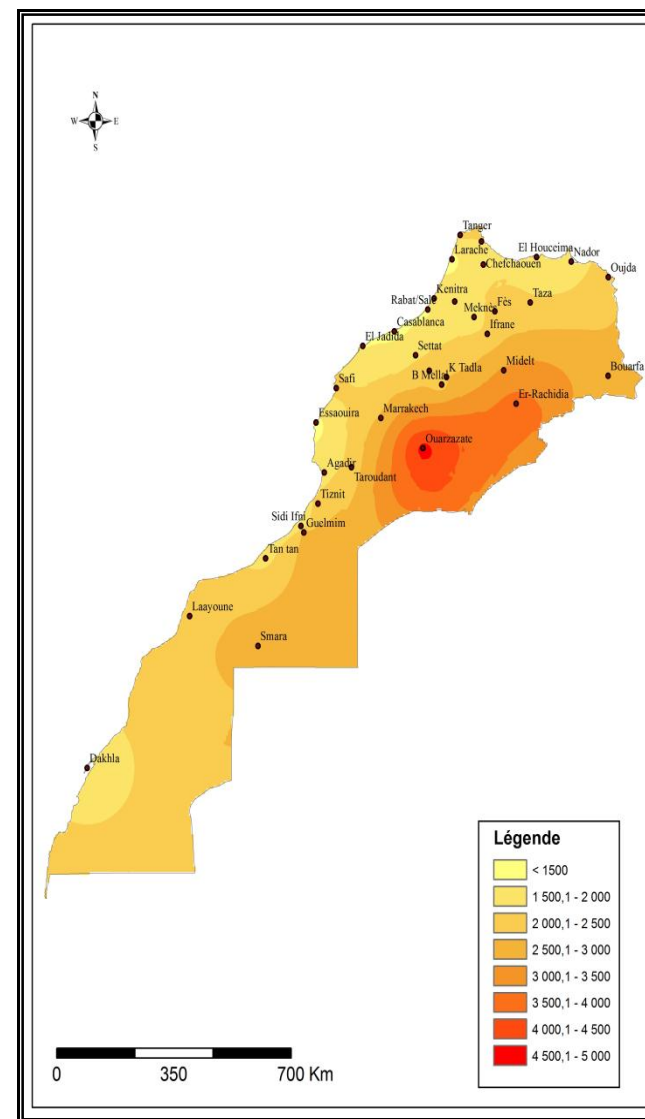 N
W E
S
Tanger
Larache
El Houceima
Nador
Chefchaouen
Oujda
Kenitra
Rabat/Salé
Fès
Taza
Meknès
Casablanca
Ifrane
El Jadida
Settat
Midelt
B Mellal
K Tadla
Bouarfa
Safi
Er-Rachidia
Essaouira
Marrakech
Ouarzazate
Agadir
Taroudant
Tiznit
Sidi Ifni
Guelmim
Tan tan
Laayoune
Smara
Dakhla
Légende
< 1500
1 500,1 - 2 000
2 000,1 - 2 500
2 500,1 - 3 000
3 000,1 - 3 500
3 500,1 - 4 000
4 000,1 - 4 500
4 500,1 - 5 000
0 350 700 Km